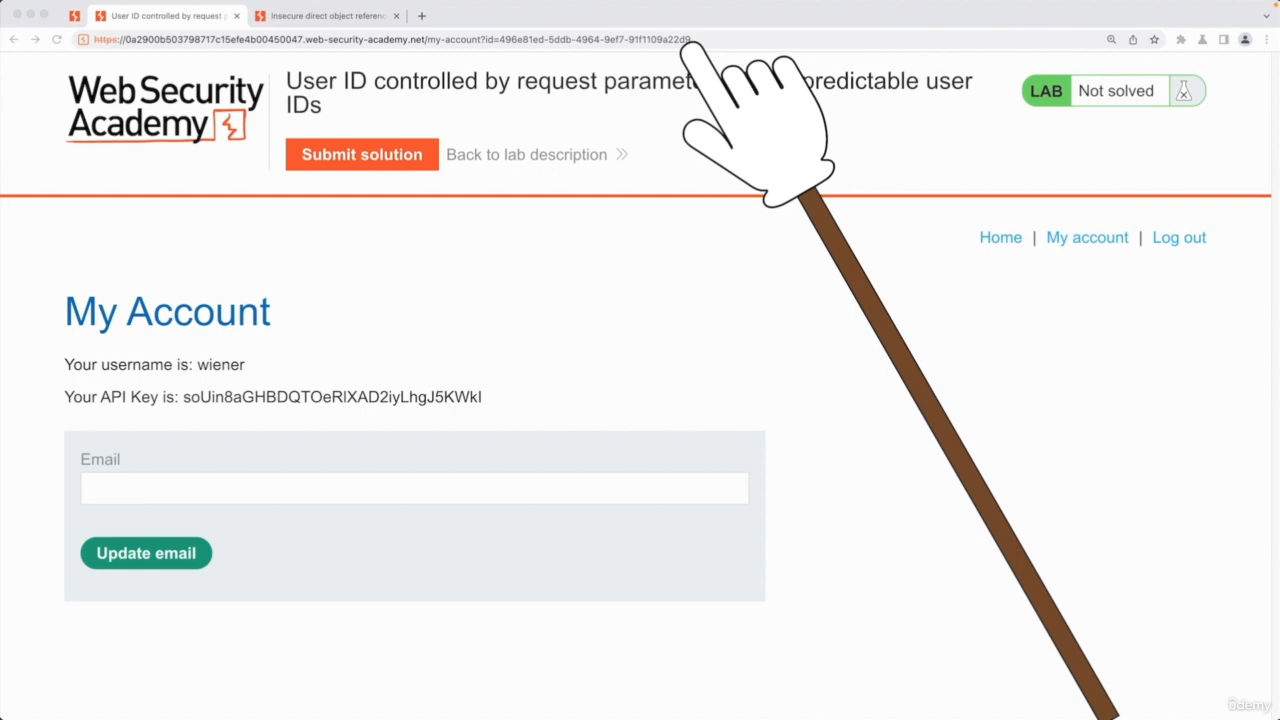 User ID controlled by request p
Insecure direct object referenc
https://0a2900b503798717c15efe4b00450047.web-security-academy.net/my-account?id=496e81ed-5ddb-4964-9ef7-91f1109a22d9
Web Security
Academy
User ID controlled by request paramet predictable user
IDs
LAB Not solved
Submit solution Back to lab description
Home | My account | Log out
My Account
Your username is: wiener
Your API Key is: soUin8aGHBDQTOeRlXAD2iyLhgJ5KWkI
Email
Update email
ûdemy